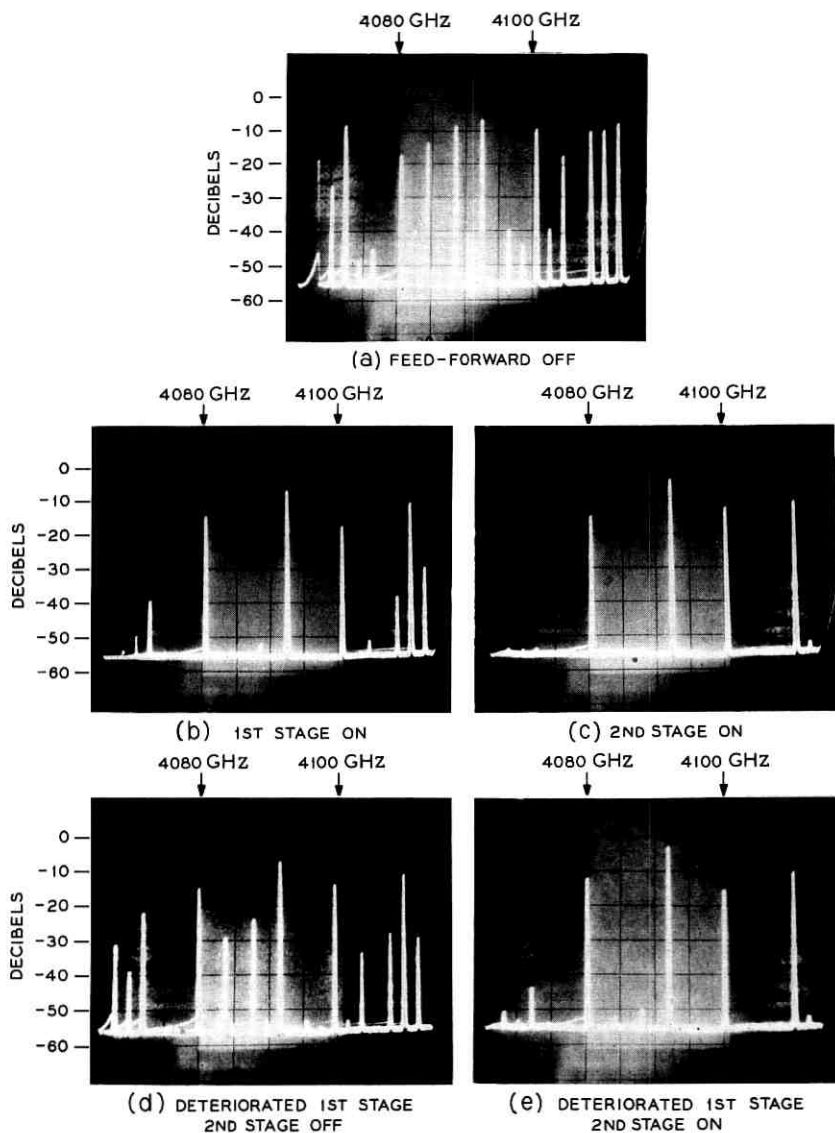 4080 GHz 4100 GHz
DECIBELS
0
-10
-20
-30
-40
-50
-60
(a) FEED-FORWARD OFF
4080 GHz 4100 GHz
4080 GHz 4100 GHz
DECIBELS
0
-10
-20
-30
-40
-50
-60
(b) 1ST STAGE ON
(c) 2ND STAGE ON
4080 GHz 4100 GHz
4080 GHz 4100 GHz
DECIBELS
0
-10
-20
-30
-40
-50
-60
(d) DETERIORATED 1ST STAGE
2ND STAGE OFF
(e) DETERIORATED 1ST STAGE
2ND STAGE ON